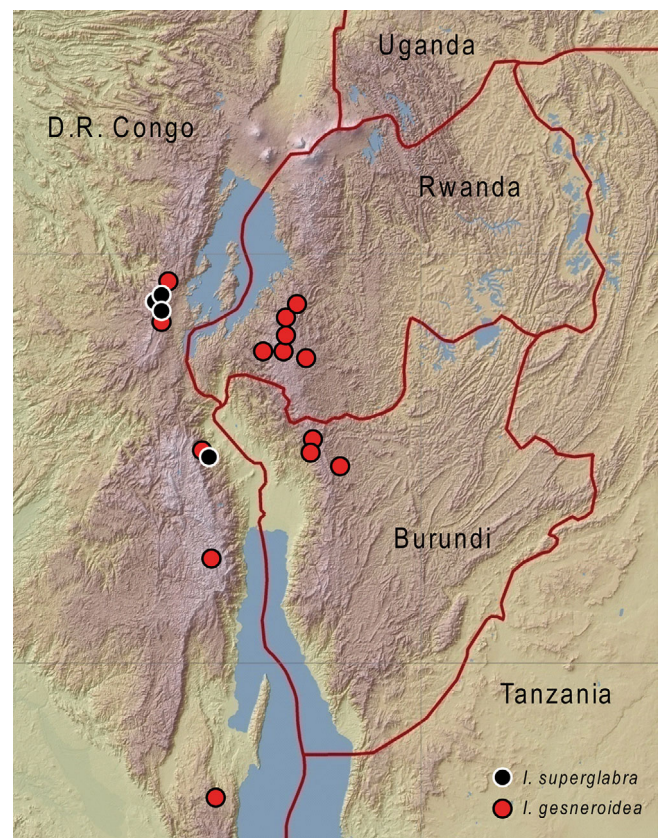 Uganda
D.R. Congo
Rwanda
Burundi
Tanzania
I. superglabra
I. gesneroidea